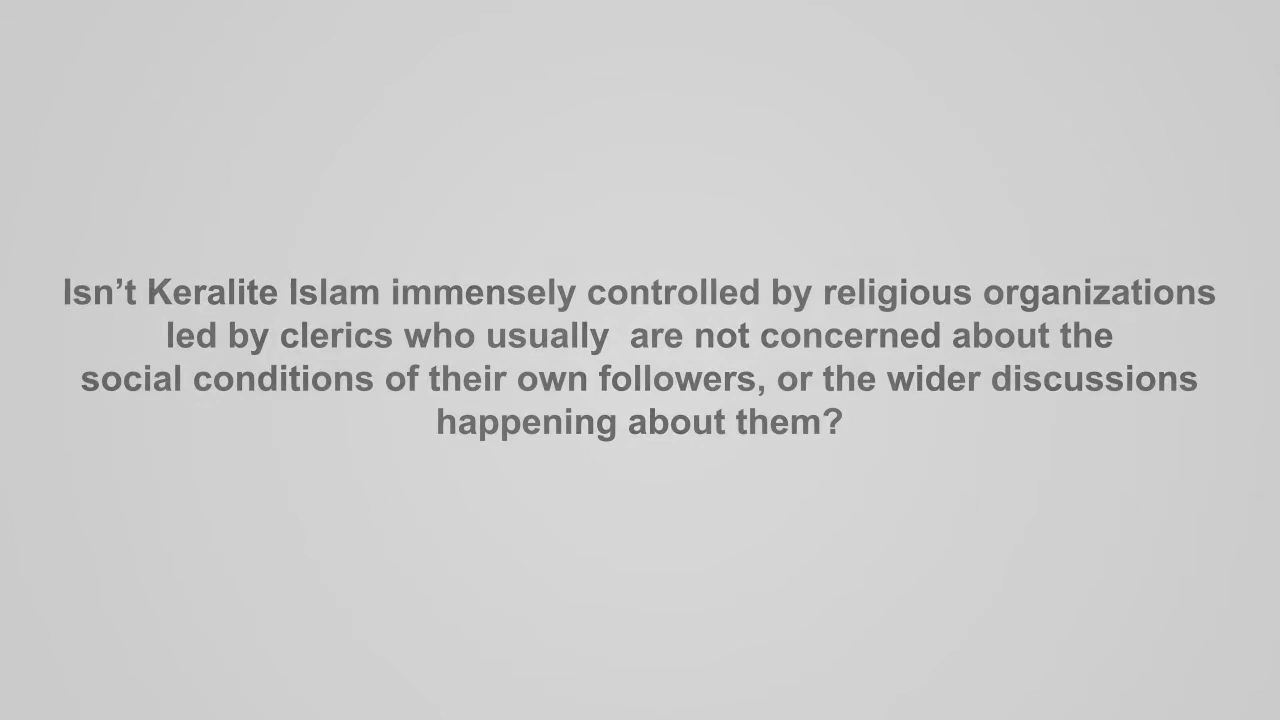 Isn’t Keralite Islam immensely controlled by religious organizations
led by clerics who usually  are not concerned about the
social conditions of their own followers, or the wider discussions
happening about them?